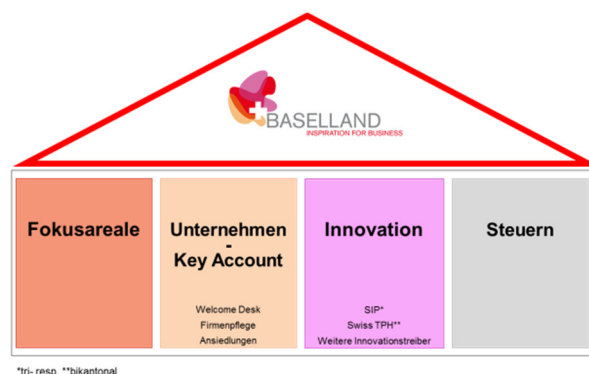 BASELLAND
INSPIRATION FOR BUSINESS
Fokusareale
Unternehmen
-
Key Account
Welcome Desk
Firmenpflege
Ansiedlungen
Innovation
SIP*
Swiss TPH**
Weitere Innovationstreiber
Steuern
*tri- resp. **bikantonal